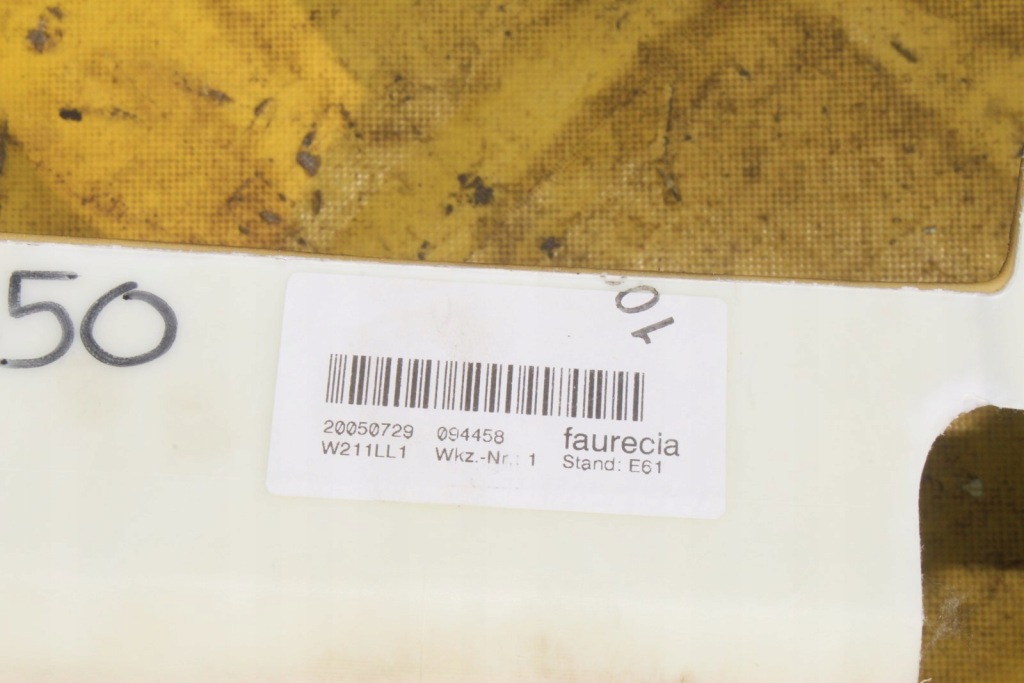 50
10
20050729 094458 faurecia
W211LL1 Wkz.-Nr.: 1 Stand: E61